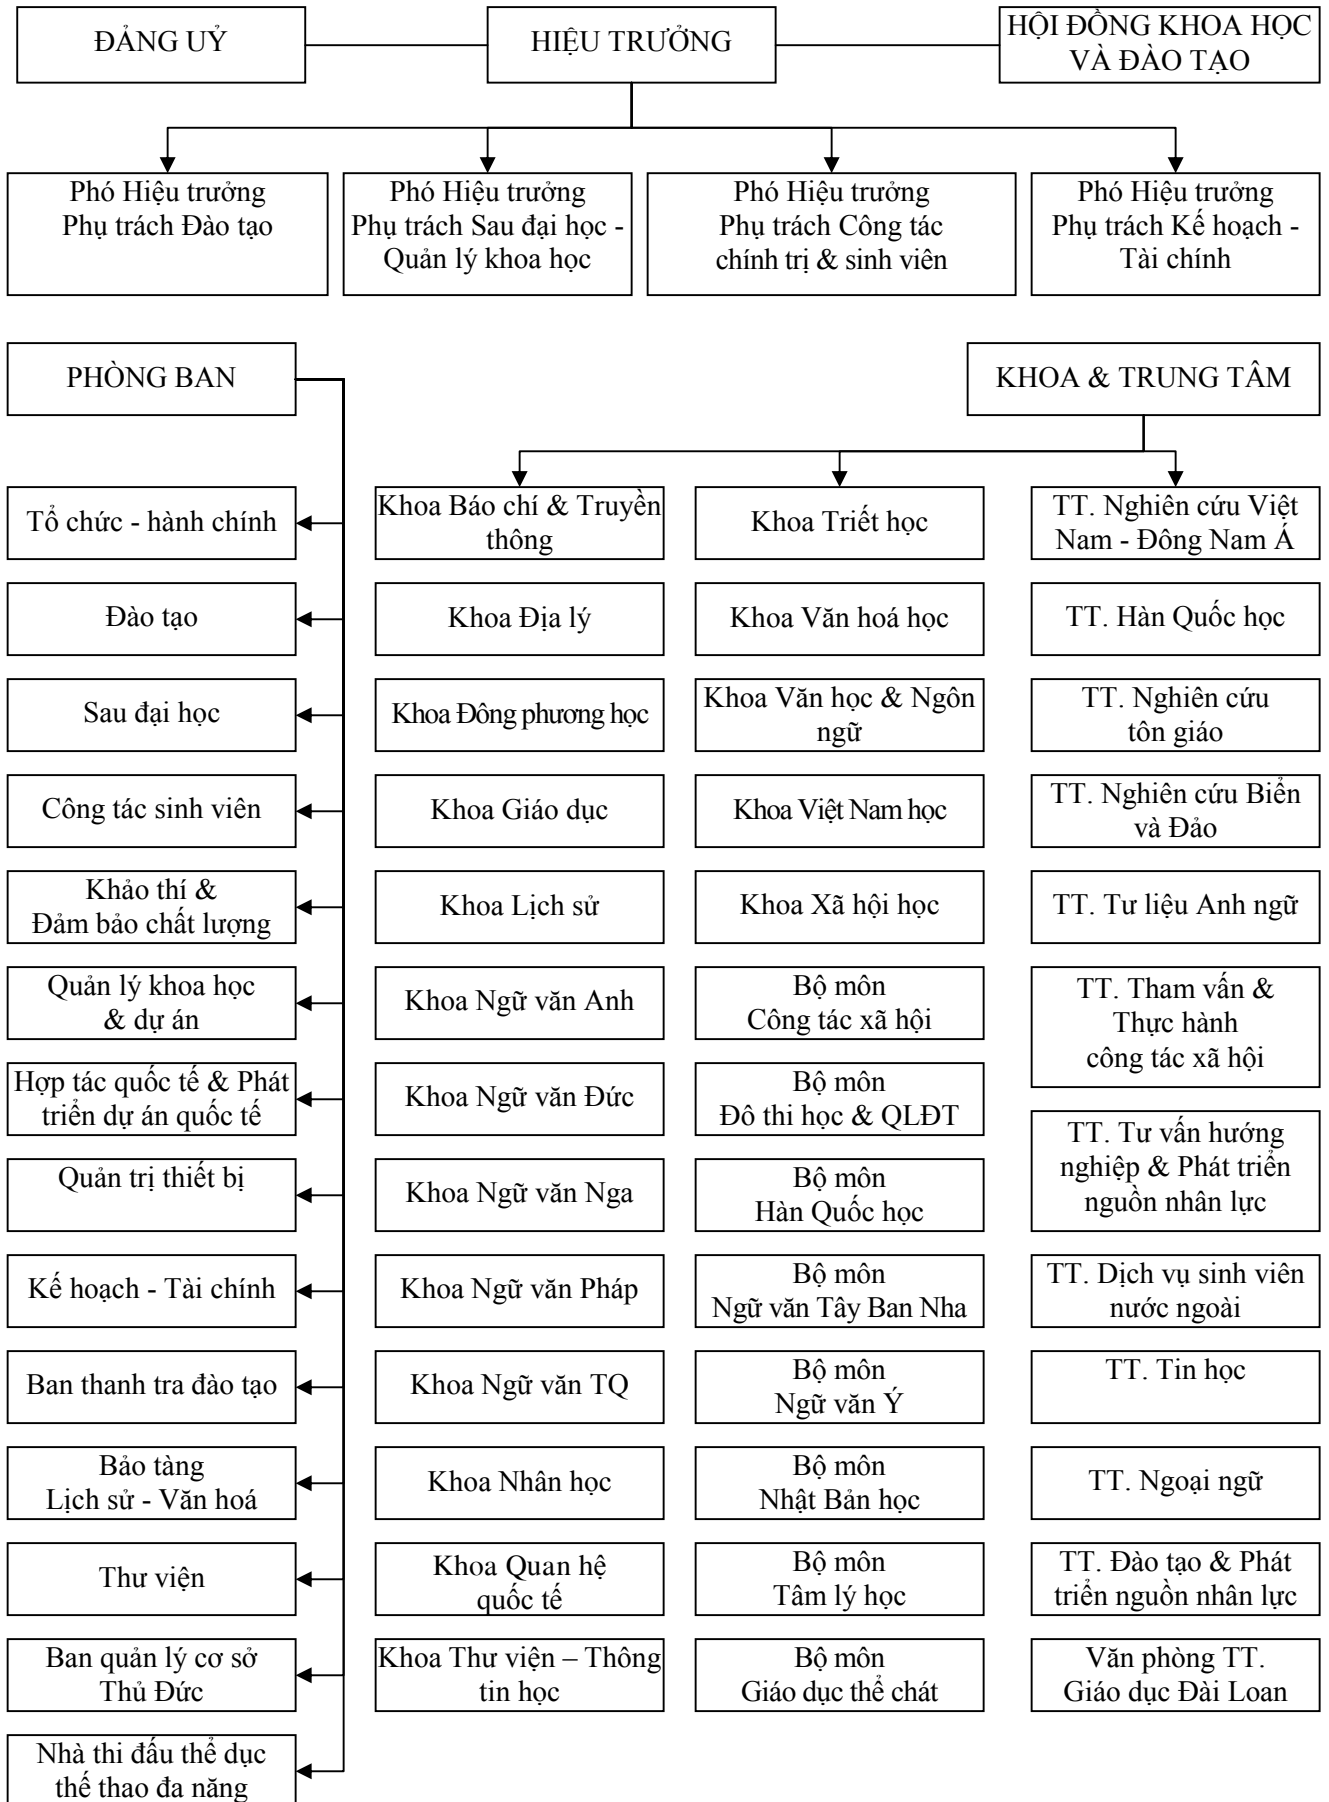 ĐẢNG UỶ
HIỆU TRƯỞNG
HỘI ĐỒNG KHOA HỌC
VÀ ĐÀO TẠO
Phó Hiệu trưởng
Phụ trách Đào tạo
Phó Hiệu trưởng
Phụ trách Sau đại học -
Quản lý khoa học
Phó Hiệu trưởng
Phụ trách Công tác
chính trị & sinh viên
Phó Hiệu trưởng
Phụ trách Kế hoạch -
Tài chính
PHÒNG BAN
KHOA & TRUNG TÂM
Tổ chức - hành chính
Đào tạo
Sau đại học
Công tác sinh viên
Khảo thí &
Đảm bảo chất lượng
Quản lý khoa học
& dự án
Hợp tác quốc tế & Phát
triển dự án quốc tế
Quản trị thiết bị
Kế hoạch - Tài chính
Ban thanh tra đào tạo
Bảo tàng
Lịch sử - Văn hoá
Thư viện
Ban quản lý cơ sở
Thủ Đức
Nhà thi đấu thể dục
thế thao đa năng
Khoa Báo chí & Truyền
thông
Khoa Địa lý
Khoa Đông phương học
Khoa Giáo dục
Khoa Lịch sử
Khoa Ngữ văn Anh
Khoa Ngữ văn Đức
Khoa Ngữ văn Nga
Khoa Ngữ văn Pháp
Khoa Ngữ văn TQ
Khoa Nhân học
Khoa Quan hệ
quốc tế
Khoa Thư viện – Thông
tin học
Khoa Triết học
Khoa Văn hoá học
Khoa Văn học & Ngôn
ngữ
Khoa Việt Nam học
Khoa Xã hội học
Bộ môn
Công tác xã hội
Bộ môn
Đô thi học & QLĐT
Bộ môn
Hàn Quốc học
Bộ môn
Ngữ văn Tây Ban Nha
Bộ môn
Ngữ văn Ý
Bộ môn
Nhật Bản học
Bộ môn
Tâm lý học
Bộ môn
Giáo dục thể chát
TT. Nghiên cứu Việt
Nam - Đông Nam Á
TT. Hàn Quốc học
TT. Nghiên cứu
tôn giáo
TT. Nghiên cứu Biển
và Đảo
TT. Tư liệu Anh ngữ
TT. Tham vấn &
Thực hành
công tác xã hội
TT. Tư vấn hướng
nghiệp & Phát triển
nguồn nhân lực
TT. Dịch vụ sinh viên
nước ngoài
TT. Tin học
TT. Ngoại ngữ
TT. Đào tạo & Phát
triển nguồn nhân lực
Văn phòng TT.
Giáo dục Đài Loan